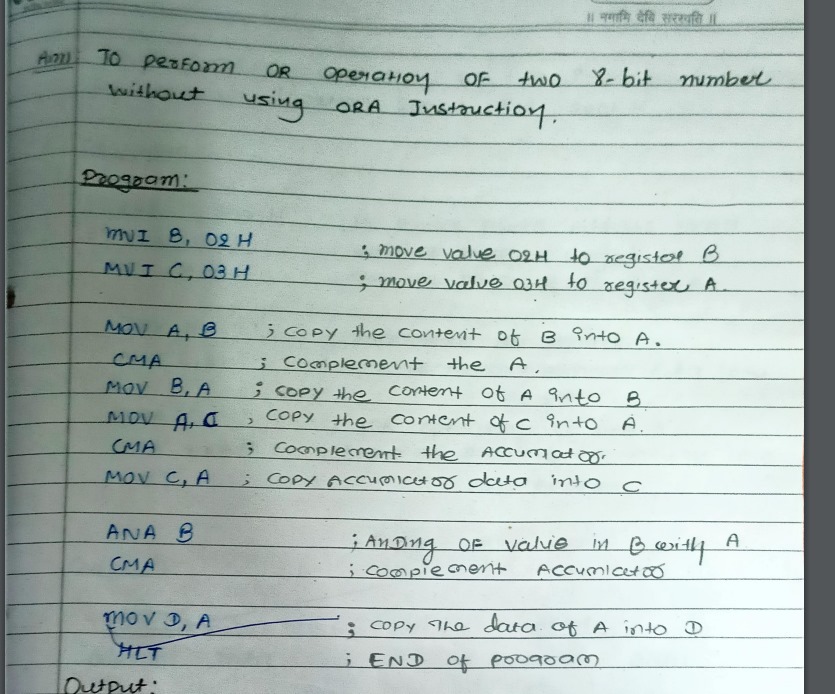 ॥ नमामि देवि सरस्वति ॥
Aim: TO perform OR operation OF two 8-bit number
without using ORA Instruction.
Program:
MVI B, 02H ; move value 02H to register B
MVI C, 03H ; move value 03H to register A.
MOV A, B ; copy the content of B into A.
CMA ; complement the A.
MOV B, A ; copy the content of A into B
MOV A, C ; copy the content of C into A.
CMA ; complement the Accumator.
MOV C, A ; copy Accumlator data into C
ANA B ; Anding OF value in B with A
CMA ; complement Accumlator
MOV D, A ; copy the data of A into D
HLT ; END of program
Output: